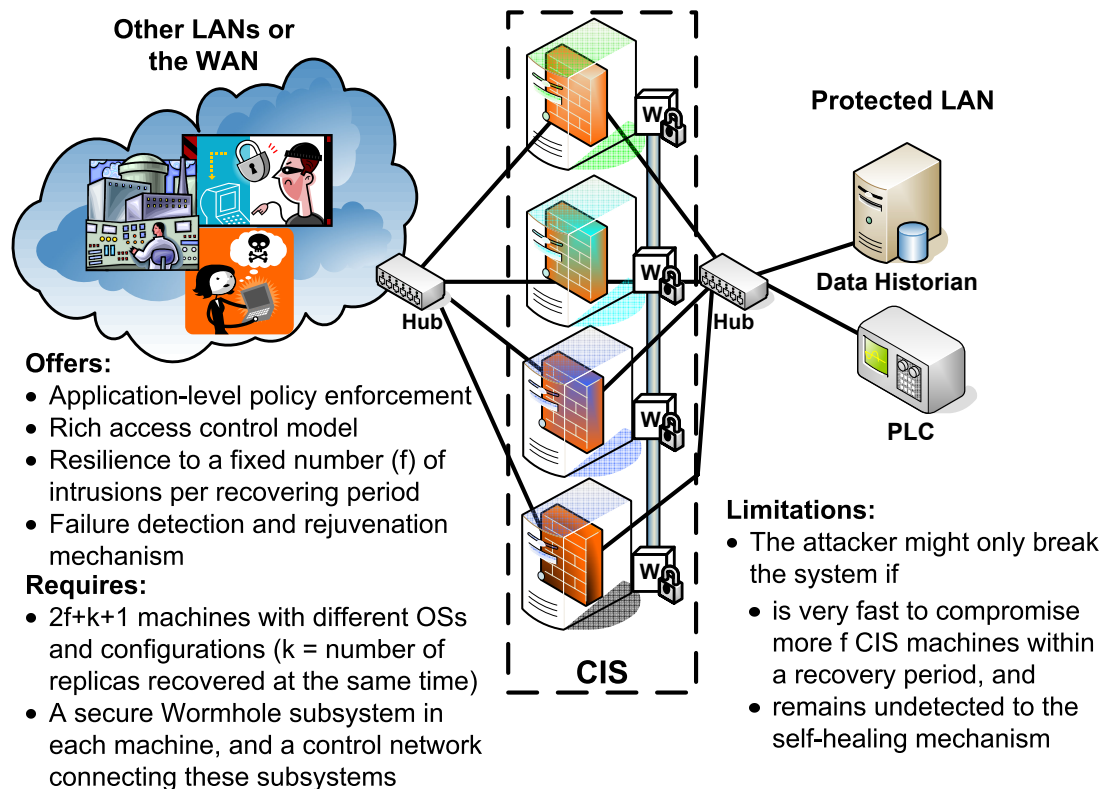 Other LANs or
the WAN
Protected LAN
W
W
W
W
Hub
Hub
Data Historian
PLC
CIS
Offers:
• Application-level policy enforcement
• Rich access control model
• Resilience to a fixed number (f) of
intrusions per recovering period
• Failure detection and rejuvenation
mechanism
Requires:
• 2f+k+1 machines with different OSs
and configurations (k = number of
replicas recovered at the same time)
• A secure Wormhole subsystem in
each machine, and a control network
connecting these subsystems
Limitations:
• The attacker might only break
the system if
• is very fast to compromise
more f CIS machines within
a recovery period, and
• remains undetected to the
self-healing mechanism